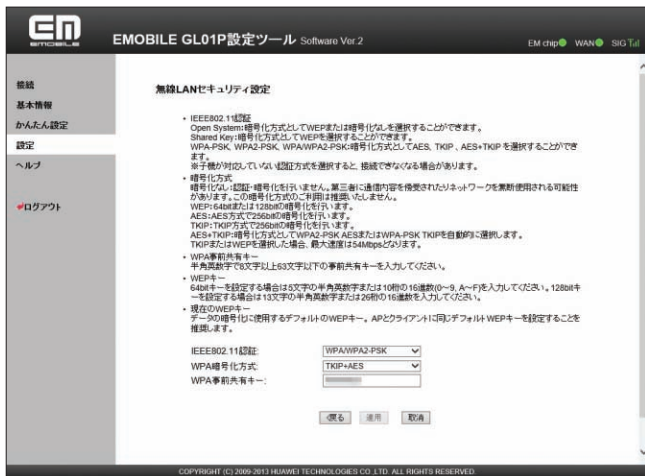 EM
EMOBILE
EMOBILE GL01P設定ツール Software Ver.2
EM chip WAN SIG
接続
基本情報
かんたん設定
設定
ヘルプ
ログアウト
無線LANセキュリティ設定
• IEEE802.11認証
Open System:暗号化方式としてWEPまたは暗号化なしを選択することができます。
Shared Key:暗号化方式としてWEPを選択することができます。
WPA-PSK, WPA2-PSK, WPA/WPA2-PSK:暗号化方式としてAES, TKIP , AES+TKIP を選択することができ
ます。
※子機が対応していない認証方式を選択すると、接続できなくなる場合があります。
• 暗号化方式
暗号化なし:認証・暗号化を行いません。第三者に通信内容を傍受されたりネットワークを無断使用される可能性
があります。この暗号化方式のご利用は推奨いたしません。
WEP:64bitまたは128bitの暗号化を行います。
AES:AES方式で256bitの暗号化を行います。
TKIP:TKIP方式で256bitの暗号化を行います。
AES+TKIP:暗号化方式としてWPA2-PSK AESまたはWPA-PSK TKIPを自動的に選択します。
TKIPまたはWEPを選択した場合、最大速度は54Mbpsとなります。
• WPA事前共有キー
半角英数字で8文字以上63文字以下の事前共有キーを入力してください。
• WEPキー
64bitキーを設定する場合は5文字の半角英数字または10桁の16進数(0~9, A~F)を入力してください。128bitキ
ーを設定する場合は13文字の半角英数字または26桁の16進数を入力してください。
• 現在のWEPキー
データの暗号化に使用するデフォルトのWEPキー。APとクライアントに同じデフォルトWEPキーを設定することを
推奨します。
IEEE802.11認証: WPA/WPA2-PSK
WPA暗号化方式: TKIP+AES
WPA事前共有キー:
戻る 適用 取消
COPYRIGHT (C) 2009-2013 HUAWEI TECHNOLOGIES CO.,LTD. ALL RIGHTS RESERVED.